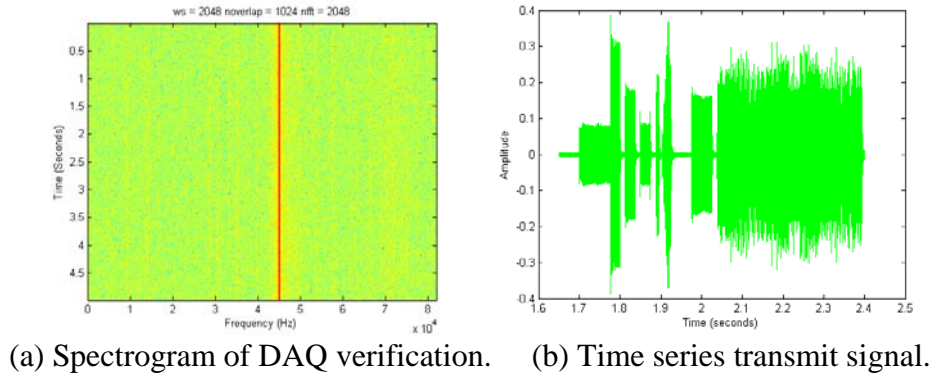 ws = 2048 noverlap = 1024 nfft = 2048
Time (Seconds)
0.5
1
1.5
2
2.5
3
3.5
4
4.5
0 1 2 3 4 5 6 7 8
Frequency (Hz)
x 10^4
Amplitude
0.4
0.3
0.2
0.1
0
-0.1
-0.2
-0.3
-0.4
1.6 1.7 1.8 1.9 2 2.1 2.2 2.3 2.4 2.5
Time (seconds)
(a) Spectrogram of DAQ verification. (b) Time series transmit signal.